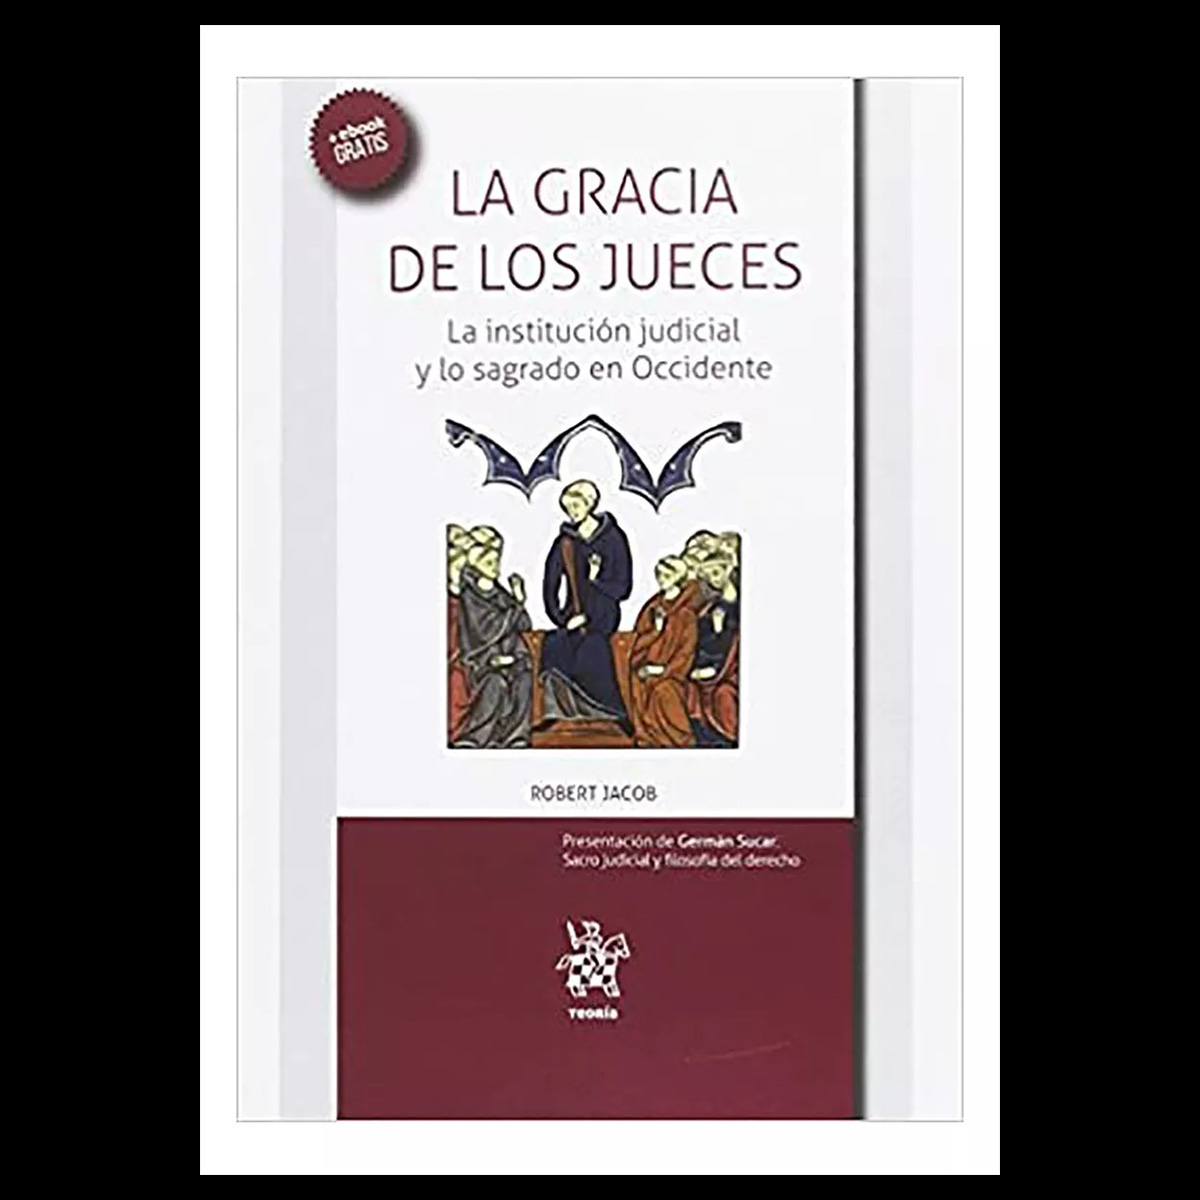 + ebook
GRATIS
LA GRACIA
DE LOS JUECES
La institución judicial
y lo sagrado en Occidente
ROBERT JACOB
Presentación de Germán Sucar.
Sacro judicial y filosofía del derecho
TEORÍA